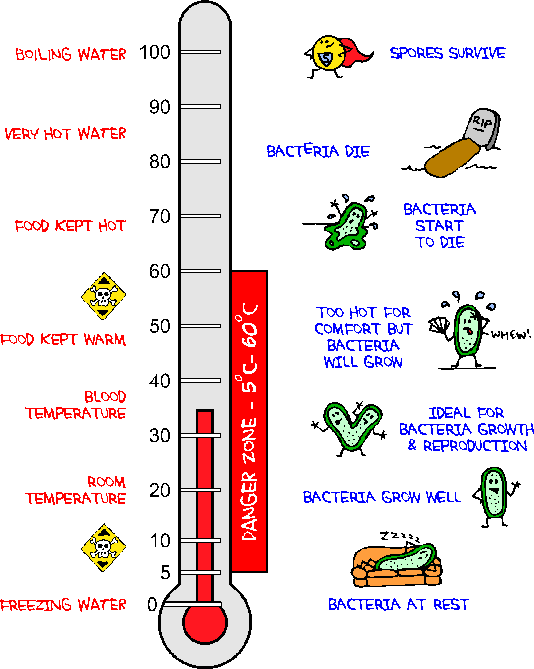 BOILING WATER
100
SPORES SURVIVE
S
90
VERY HOT WATER
RIP
80
BACTERIA DIE
70
FOOD KEPT HOT
BACTERIA
START
TO DIE
60
50
FOOD KEPT WARM
TOO HOT FOR
COMFORT BUT
BACTERIA
WILL GROW
WHEW!
DANGER ZONE - 5°C-60°C
40
BLOOD
TEMPERATURE
30
IDEAL FOR
BACTERIA GROWTH
& REPRODUCTION
ROOM
TEMPERATURE
20
BACTERIA GROW WELL
10
5
ZZZZZ
FREEZING WATER
0
BACTERIA AT REST